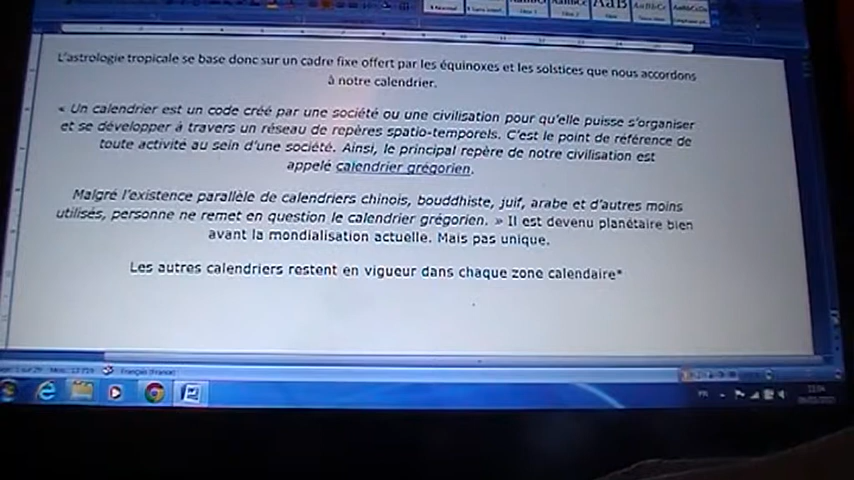 Normal
AaB
L'astrologie tropicale se base donc sur un cadre fixe offert par les équinoxes et les solstices que nous accordons
à notre calendrier.
« Un calendrier est un code créé par une société ou une civilisation pour qu'elle puisse s'organiser
et se développer à travers un réseau de repères spatio-temporels. C'est le point de référence de
toute activité au sein d'une société. Ainsi, le principal repère de notre civilisation est
appelé calendrier grégorien.
Malgré l'existence parallèle de calendriers chinois, bouddhiste, juif, arabe et d'autres moins
utilisés, personne ne remet en question le calendrier grégorien. » Il est devenu planétaire bien
avant la mondialisation actuelle. Mais pas unique.
Les autres calendriers restent en vigueur dans chaque zone calendaire*
Français (France)
FR